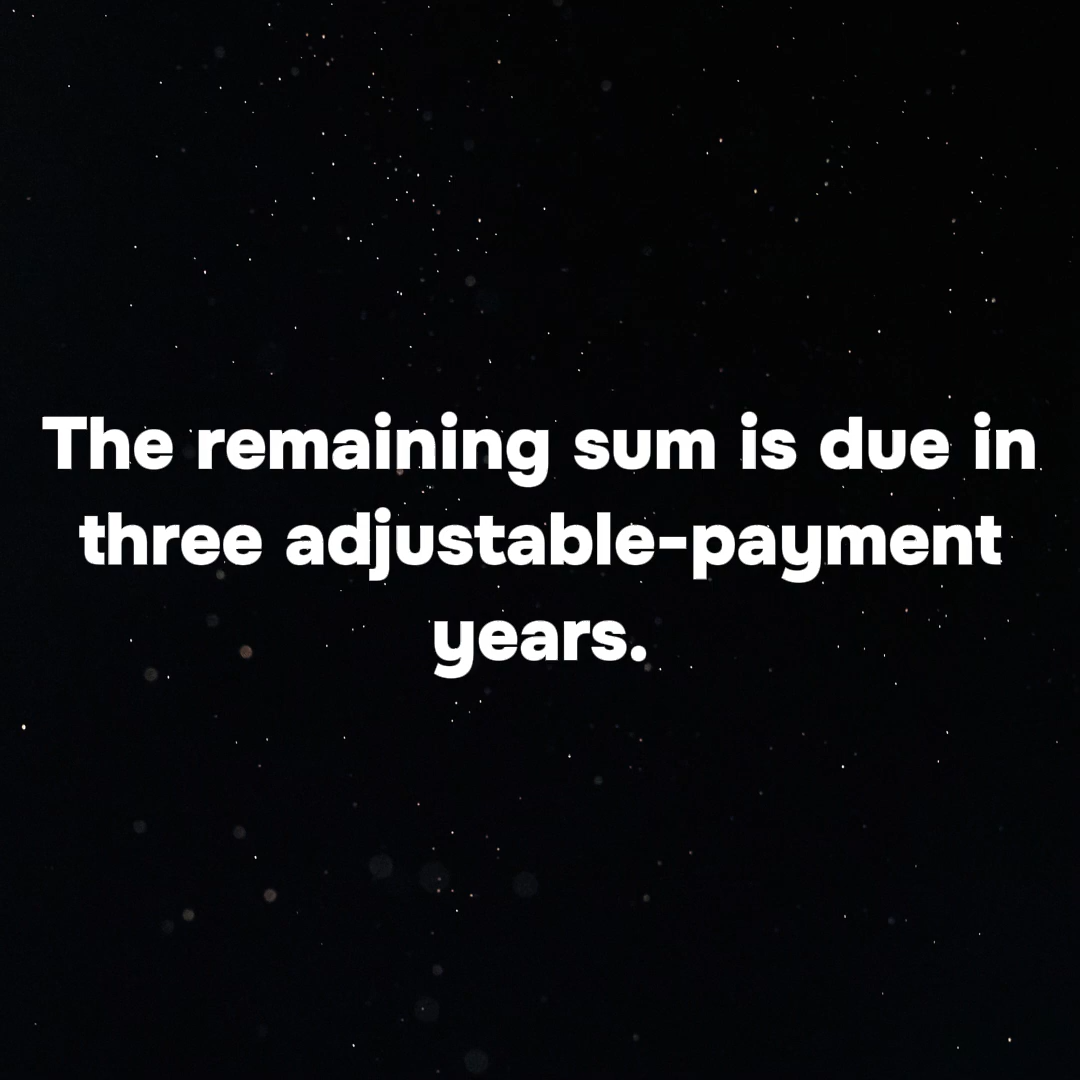 The remaining sum is due in
three adjustable-payment
years.